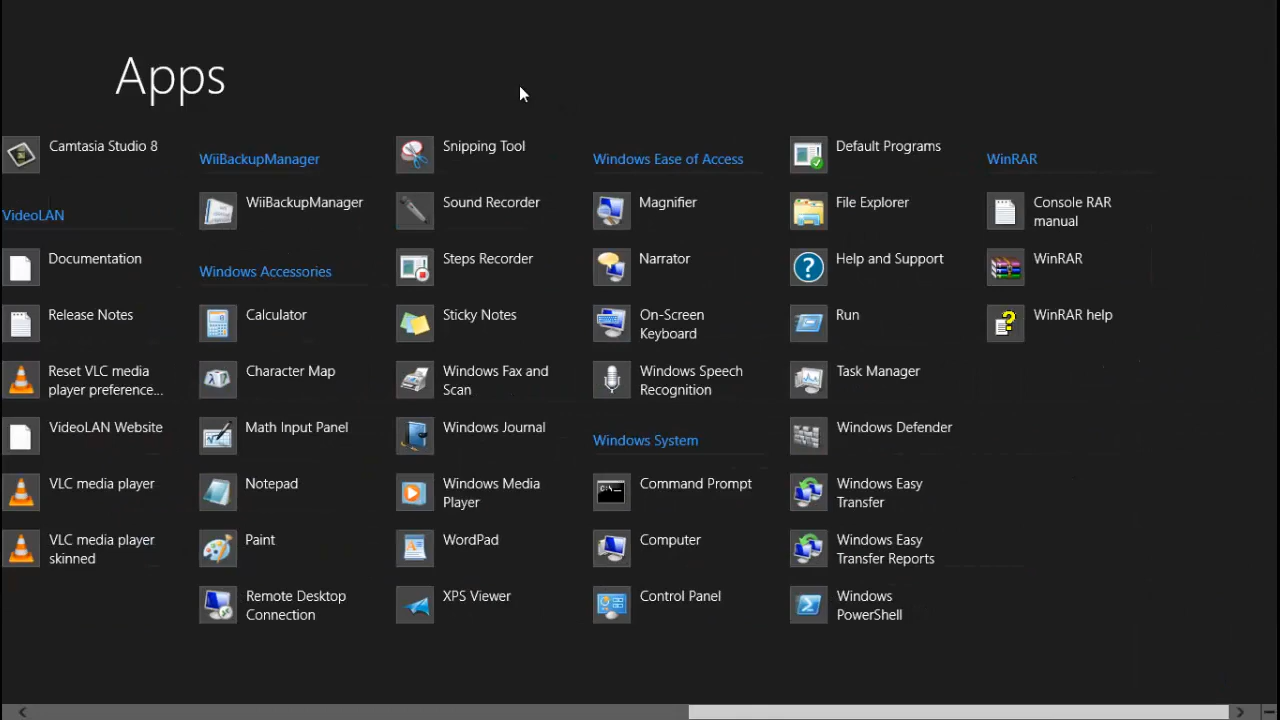 Apps
Camtasia Studio 8
VideoLAN
Documentation
Release Notes
Reset VLC media
player preference...
VideoLAN Website
VLC media player
VLC media player
skinned
WiiBackupManager
WiiBackupManager
Windows Accessories
Calculator
Character Map
Math Input Panel
Notepad
Paint
Remote Desktop
Connection
Snipping Tool
Sound Recorder
Steps Recorder
Sticky Notes
Windows Fax and
Scan
Windows Journal
Windows Media
Player
WordPad
XPS Viewer
Windows Ease of Access
Magnifier
Narrator
On-Screen
Keyboard
Windows Speech
Recognition
Windows System
Command Prompt
Computer
Control Panel
Default Programs
File Explorer
Help and Support
Run
Task Manager
Windows Defender
Windows Easy
Transfer
Windows Easy
Transfer Reports
Windows
PowerShell
WinRAR
Console RAR
manual
WinRAR
WinRAR help